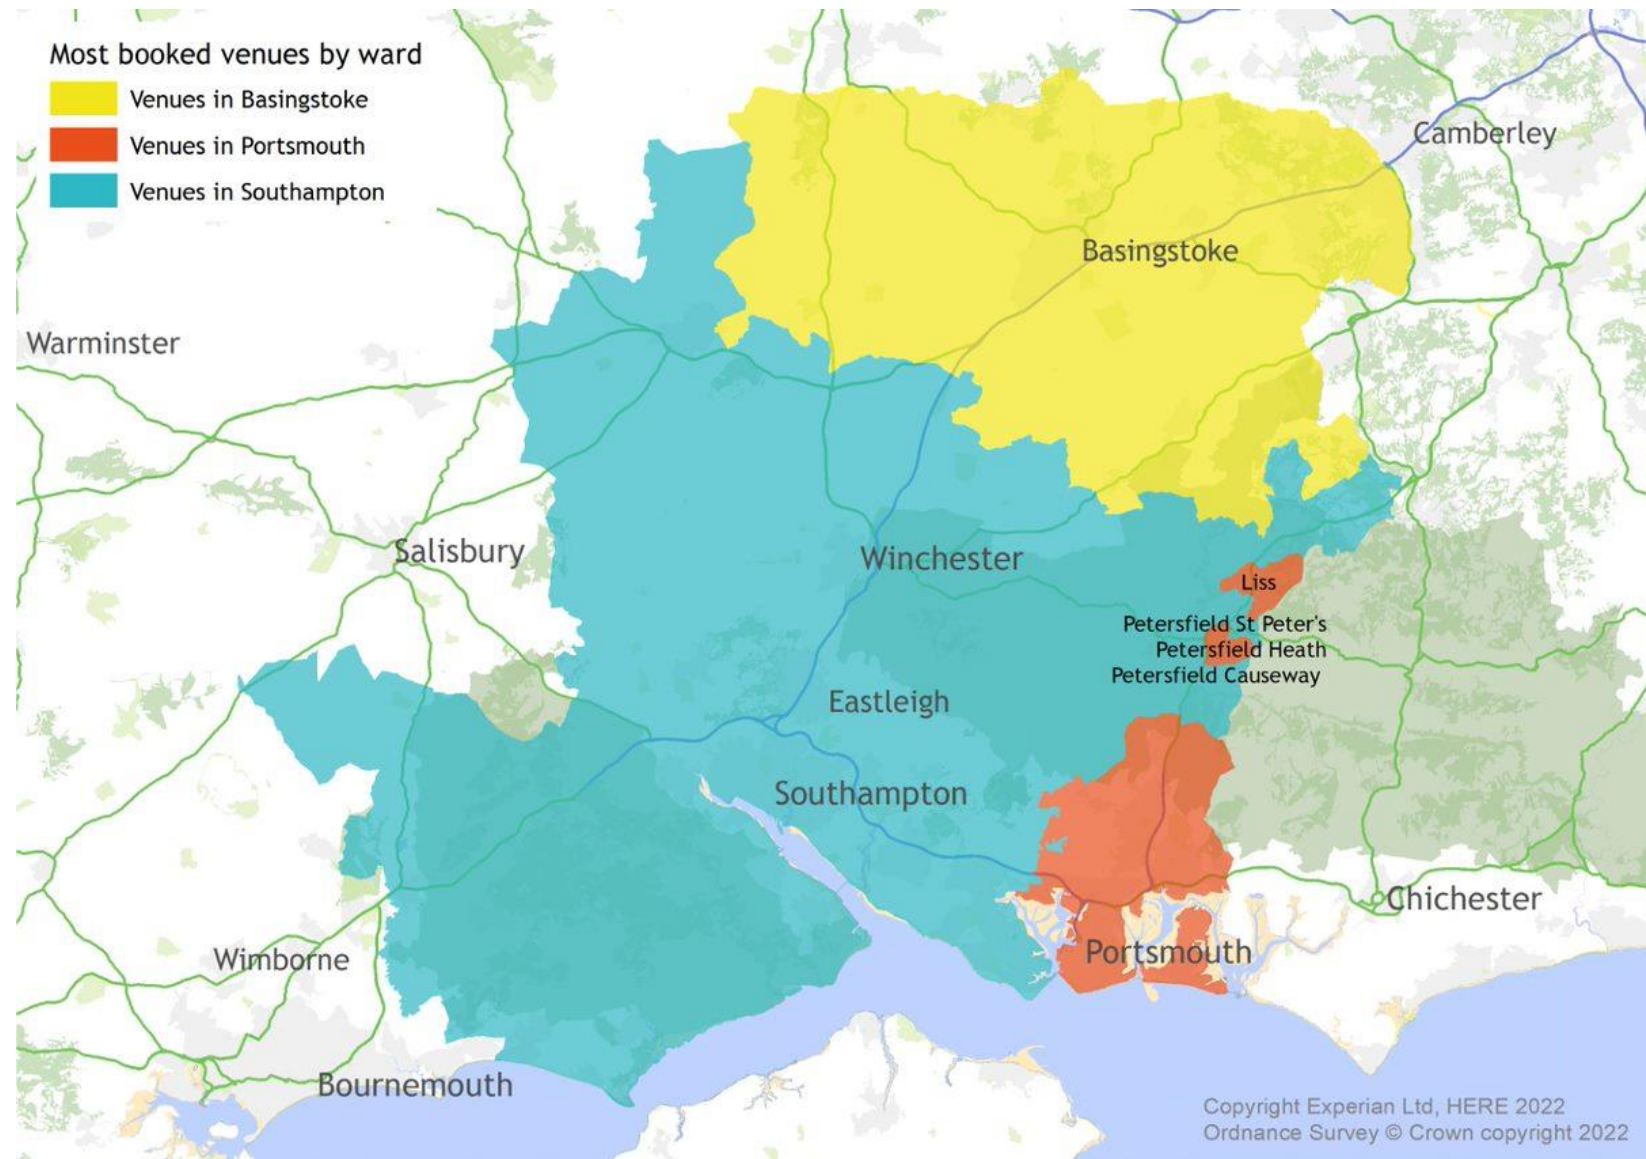 Most booked venues by ward
Venues in Basingstoke
Venues in Portsmouth
Venues in Southampton
Camberley
Basingstoke
Warminster
Salisbury
Winchester
Liss
Petersfield St Peter's
Petersfield Heath
Petersfield Causeway
Eastleigh
Southampton
Chichester
Portsmouth
Wimborne
Bournemouth
Copyright Experian Ltd, HERE 2022
Ordnance Survey © Crown copyright 2022